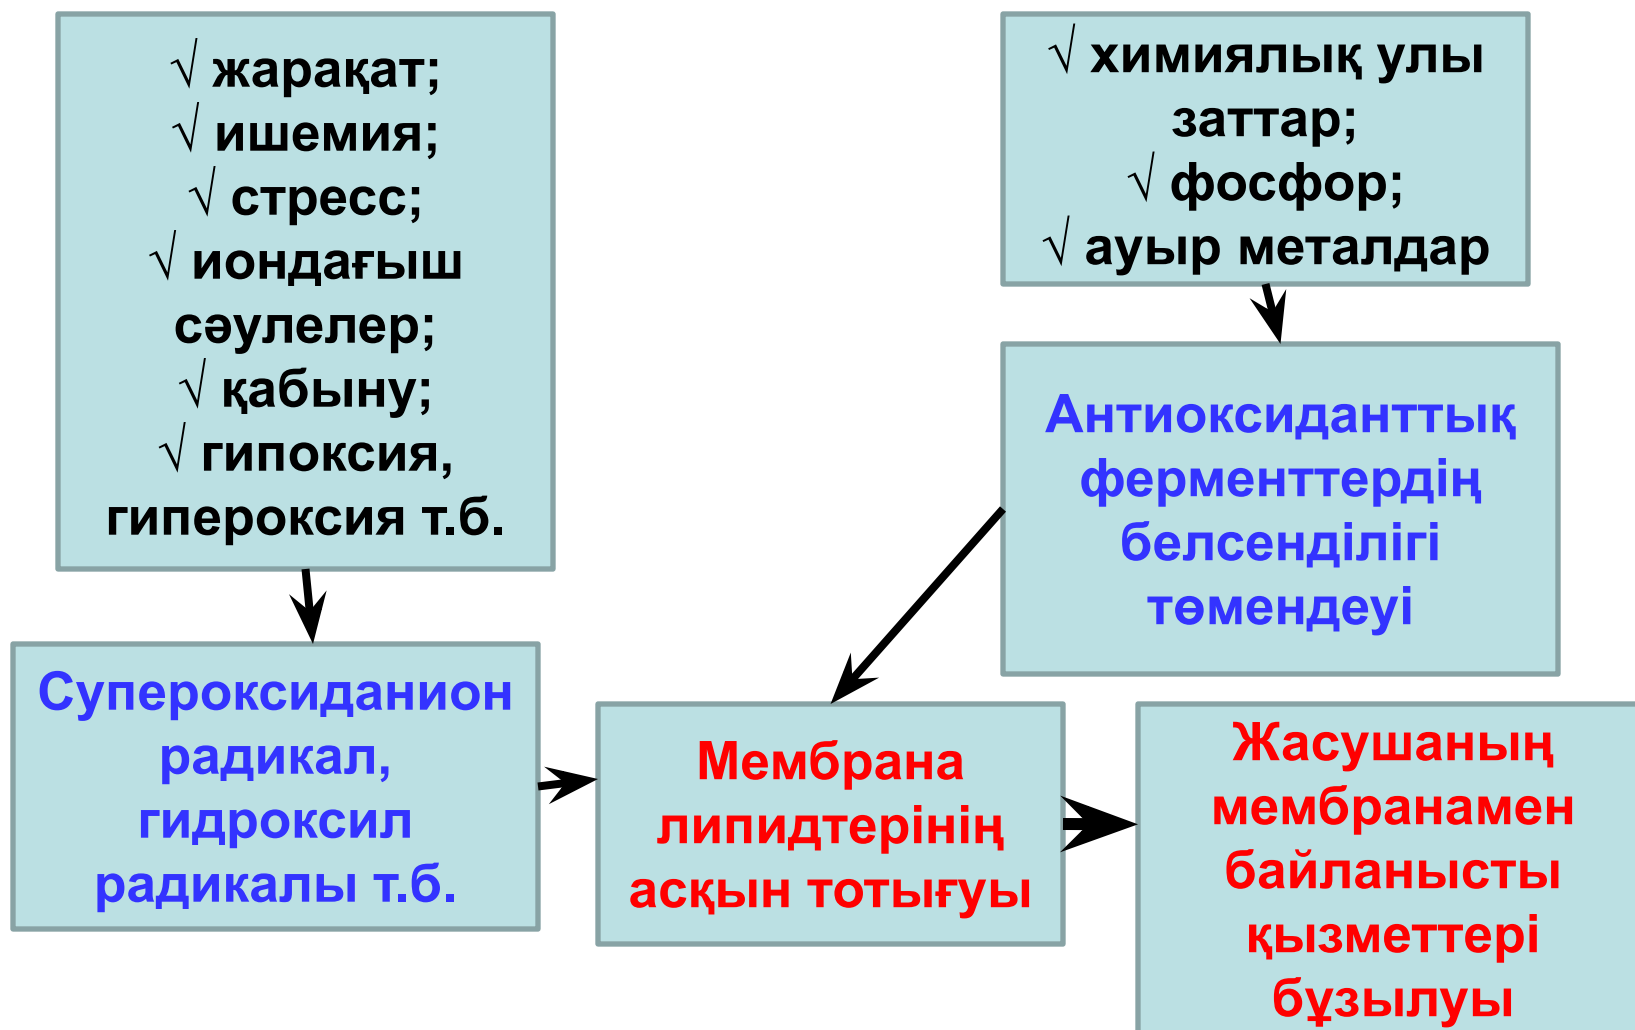 √ жарақат;
√ ишемия;
√ стресс;
√ иондағыш
сәулелер;
√ қабыну;
√ гипоксия,
гипероксия т.б.
√ химиялық улы
заттар;
√ фосфор;
√ ауыр металдар
Антиоксиданттық
ферменттердің
белсенділігі
төмендеуі
Супероксиданион
радикал,
гидроксил
радикалы т.б.
Мембрана
липидтерінің
асқын тотығуы
Жасушаның
мембранамен
байланысты
қызметтері
бұзылуы